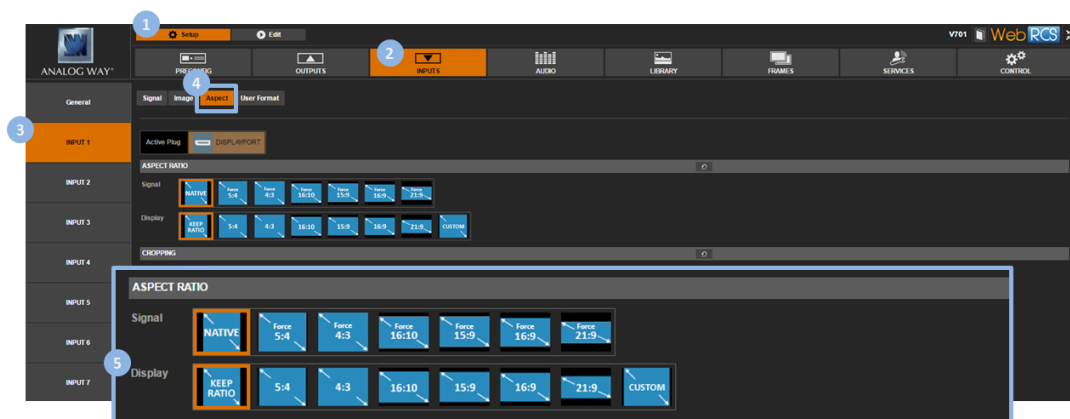 1
Setup
Edit
V701
Web RCS
ANALOG WAY®
PRECONFIG
OUTPUTS
2
INPUTS
AUDIO
LIBRARY
FRAMES
SERVICES
CONTROL
4
General
Signal
Image
Aspect
User Format
3
INPUT 1
Active Plug
DISPLAYPORT
ASPECT RATIO
INPUT 2
Signal
NATIVE
Force 5:4
Force 4:3
Force 16:10
Force 15:9
Force 16:9
Force 21:9
INPUT 3
Display
KEEP RATIO
5:4
4:3
16:10
15:9
16:9
21:9
CUSTOM
CROPPING
INPUT 4
INPUT 5
INPUT 6
INPUT 7
ASPECT RATIO
Signal
NATIVE
Force 5:4
Force 4:3
Force 16:10
Force 15:9
Force 16:9
Force 21:9
5
Display
KEEP RATIO
5:4
4:3
16:10
15:9
16:9
21:9
CUSTOM